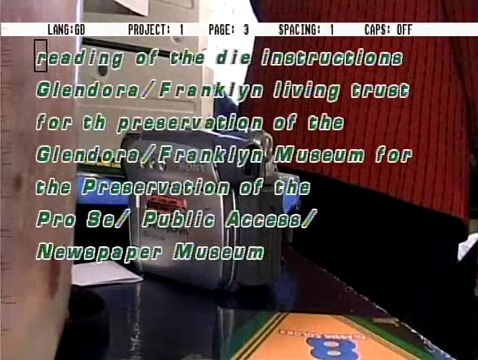 LANG:GD PROJECT: 1 PAGE: 3 SPACING: 1 CAPS: OFF
reading of the die instructions
Glendora/Franklyn living trust
for th preservation of the
Glendora/Franklyn Museum for
the Preservation of the
Pro Se/ Public Access/
Newspaper Museum
SONY
8